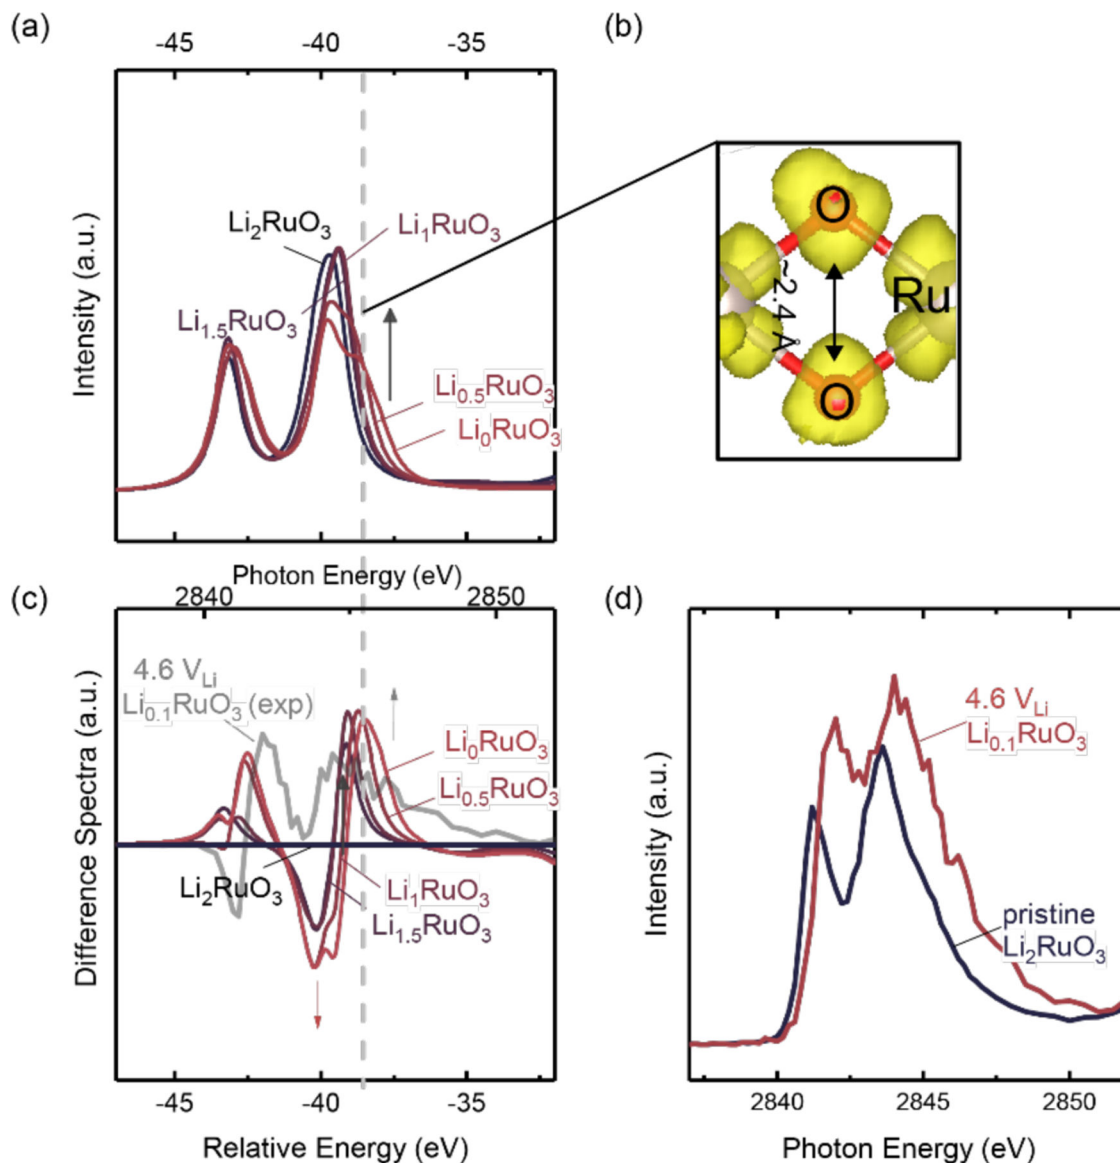 (a)
-45 -40 -35
Intensity (a.u.)
Li₂RuO₃
Li₁RuO₃
Li₁.₅RuO₃
Li₀.₅RuO₃
Li₀RuO₃
(b)
O
~2.4 Å
Ru
O
Photon Energy (eV)
(c)
2840 2850
Difference Spectra (a.u.)
4.6 V_Li
Li₀.₁RuO₃ (exp)
Li₀RuO₃
Li₀.₅RuO₃
Li₂RuO₃
Li₁RuO₃
Li₁.₅RuO₃
-45 -40 -35
Relative Energy (eV)
(d)
Intensity (a.u.)
4.6 V_Li
Li₀.₁RuO₃
pristine
Li₂RuO₃
2840 2845 2850
Photon Energy (eV)